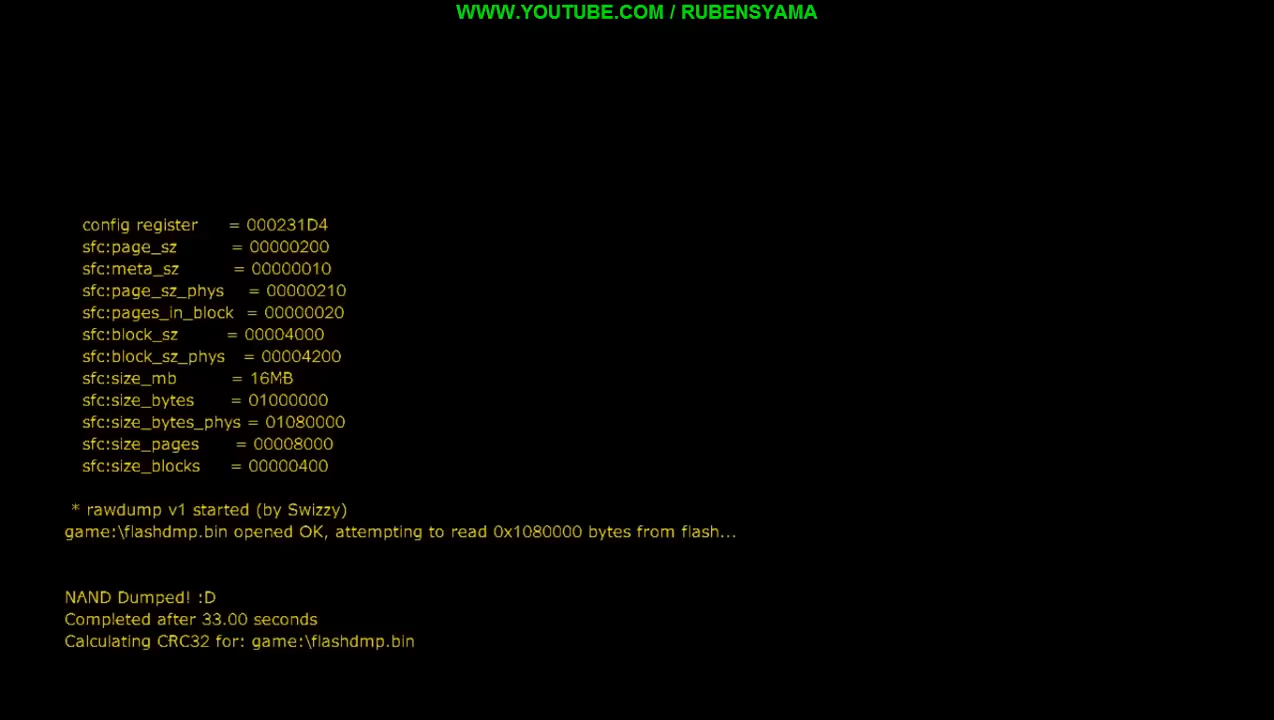 WWW.YOUTUBE.COM / RUBENSYAMA
config register = 000231D4
sfc:page_sz = 00000200
sfc:meta_sz = 00000010
sfc:page_sz_phys = 00000210
sfc:pages_in_block = 00000020
sfc:block_sz = 00004000
sfc:block_sz_phys = 00004200
sfc:size_mb = 16MB
sfc:size_bytes = 01000000
sfc:size_bytes_phys = 01080000
sfc:size_pages = 00008000
sfc:size_blocks = 00000400
* rawdump v1 started (by Swizzy)
game:\flashdmp.bin opened OK, attempting to read 0x1080000 bytes from flash...
NAND Dumped! :D
Completed after 33.00 seconds
Calculating CRC32 for: game:\flashdmp.bin